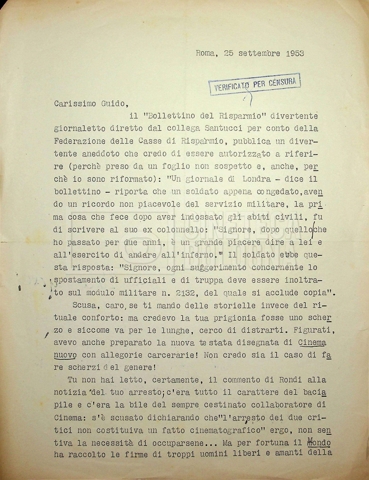 Roma, 25 settembre 1953
VERIFICATO PER CENSURA
Carissimo Guido,
il "Bollettino del Risparmio" divertente
giornaletto diretto dal collega Santucci per conto della
Federazione delle Casse di Risparmio, pubblica un diver-
tente aneddoto che credo di essere autorizzato a riferi-
re (perchè preso da un foglio non sospetto e, anche, per
chè io sono riformato): "Un giornale di Londra - dice il
bollettino - riporta che un soldato appena congedato,aven
do un ricordo non piacevole del servizio militare, la pri
ma cosa che fece dopo aver indossato gli abiti civili, fu
di scrivere al suo ex colonnello: "Signore, dopo quelloche
ho passato per due anni, è un grande piacere dire a lei e
all'esercito di andare all'inferno." Il soldato ebbe que-
sta risposta: "Signore, ogni suggerimento concernente lo
spostamento di ufficiali e di truppa deve essere inoltra-
to sul modulo militare n. 2132, del quale si acclude copia".
Scusa, caro, se ti mando delle storielle invece del ri-
tuale conforto: ma credevo la tua prigionia fosse uno scher
zo e siccome va per le lunghe, cerco di distrarti. Figurati,
avevo anche preparato la nuova testata disegnata di Cinema
nuovo con allegorie carcerarie! Non credo sia il caso di fa
re scherzi del genere!
Tu non hai letto, certamente, il commento di Rondi alla
notizia del tuo arresto; c'era tutto il carattere del bacia
pile e c'era la bile del sempre cestinato collaboratore di
Cinema: s'è scusato dichiarando che"l'arresto dei due cri-
tici non costituiva un fatto cinematografico" ergo, non sen
tiva la necessità di occuparsene... Ma per fortuna il Mondo
ha raccolto le firme di troppi uomini liberi e amanti della